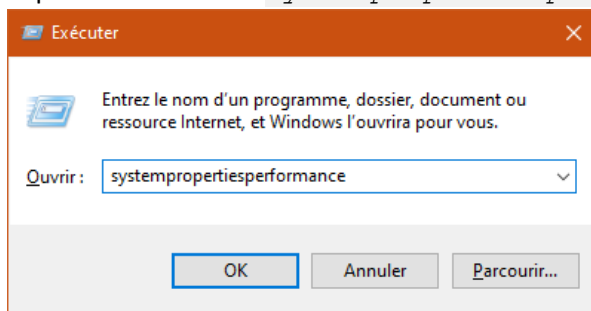 Exécuter
Entrez le nom d'un programme, dossier, document ou
ressource Internet, et Windows l'ouvrira pour vous.
Ouvrir : systempropertiesperformance
OK Annuler Parcourir...